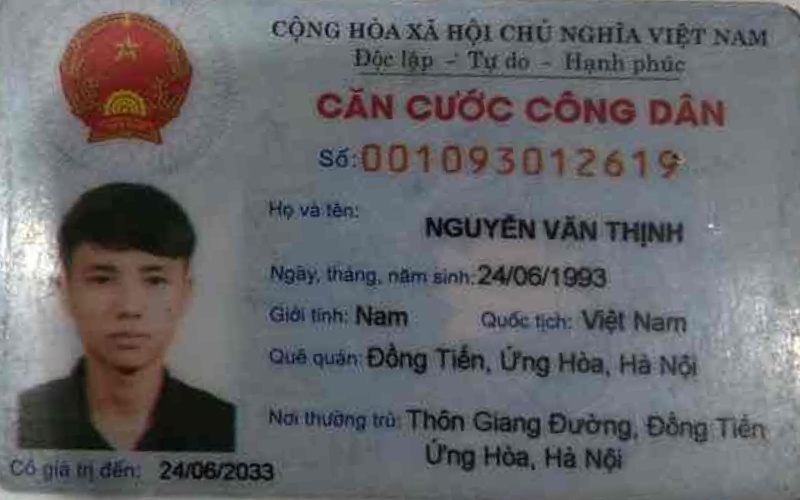 CỘNG HÒA XÃ HỘI CHỦ NGHĨA VIỆT NAM
Độc lập - Tự do - Hạnh phúc
CĂN CƯỚC CÔNG DÂN
Số: 001093012619
Họ và tên: NGUYỄN VĂN THỊNH
Ngày, tháng, năm sinh: 24/06/1993
Giới tính: Nam Quốc tịch: Việt Nam
Quê quán: Đồng Tiến, Ứng Hòa, Hà Nội
Nơi thường trú: Thôn Giang Đường, Đồng Tiến
Ứng Hòa, Hà Nội
Có giá trị đến: 24/06/2033